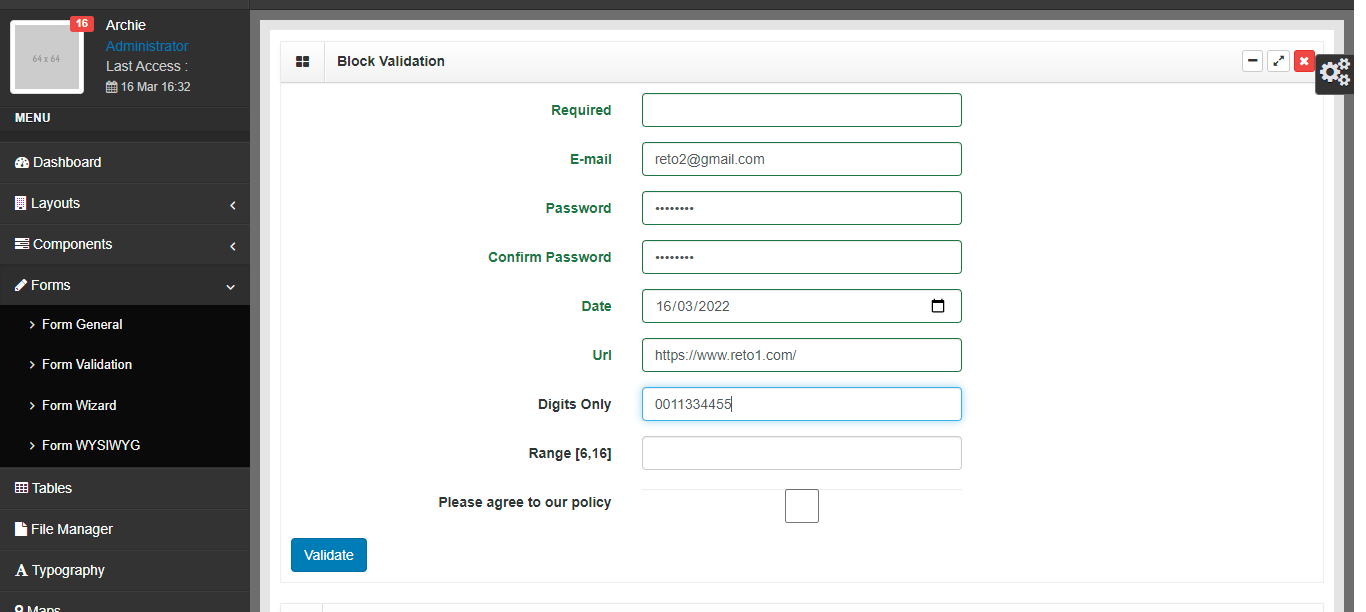 16
Archie
Administrator
Last Access :
16 Mar 16:32
64 x 64
MENU
Dashboard
Layouts
Components
Forms
Form General
Form Validation
Form Wizard
Form WYSIWYG
Tables
File Manager
Typography
Maps
Block Validation
Required
E-mail reto2@gmail.com
Password ••••••••
Confirm Password ••••••••
Date 16/03/2022
Url https://www.reto1.com/
Digits Only 0011334455
Range [6,16]
Please agree to our policy
Validate